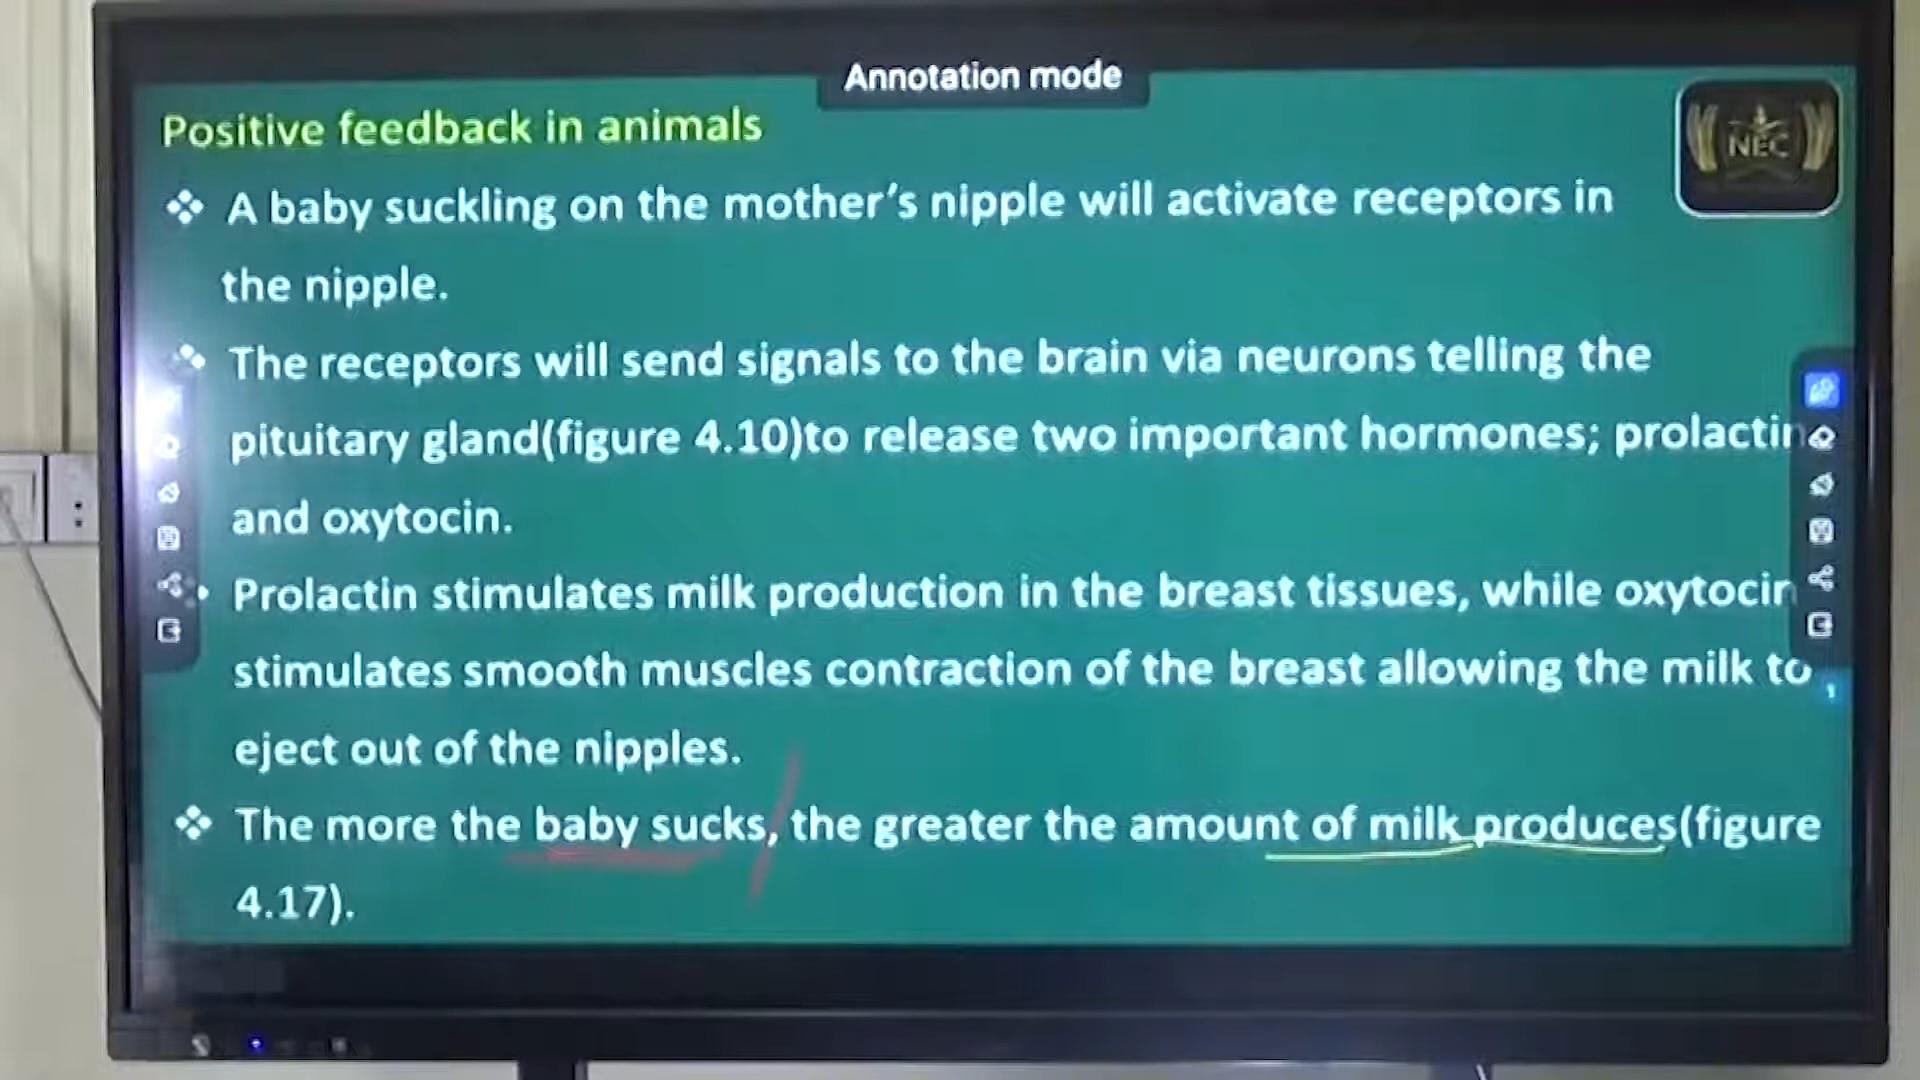 Annotation mode
NEC
Positive feedback in animals
❖ A baby suckling on the mother's nipple will activate receptors in
the nipple.
❖ The receptors will send signals to the brain via neurons telling the
pituitary gland(figure 4.10)to release two important hormones; prolactin
and oxytocin.
Prolactin stimulates milk production in the breast tissues, while oxytocin
stimulates smooth muscles contraction of the breast allowing the milk to
eject out of the nipples.
❖ The more the baby sucks, the greater the amount of milk produces(figure
4.17).
1